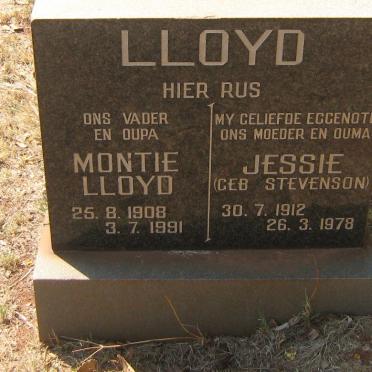 LLOYD
HIER RUS
ONS VADER
EN OUPA
MONTIE
LLOYD
25. 8. 1908
3. 7. 1991
MY GELIEFDE EGGENOTE
ONS MOEDER EN OUMA
JESSIE
(GEB STEVENSON)
30. 7. 1912
26. 3. 1978